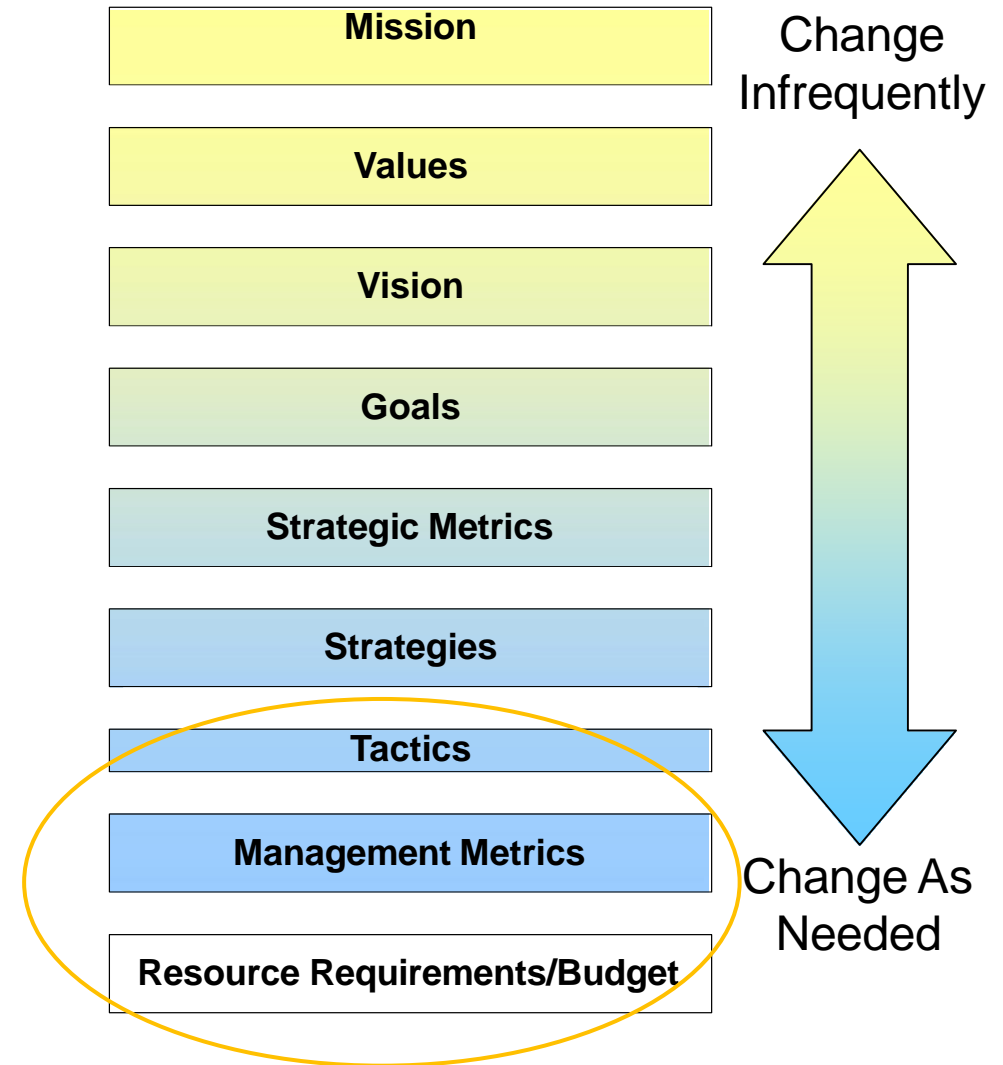 Mission
Change
Infrequently
Values
Vision
Goals
Strategic Metrics
Strategies
Tactics
Management Metrics
Change As
Needed
Resource Requirements/Budget